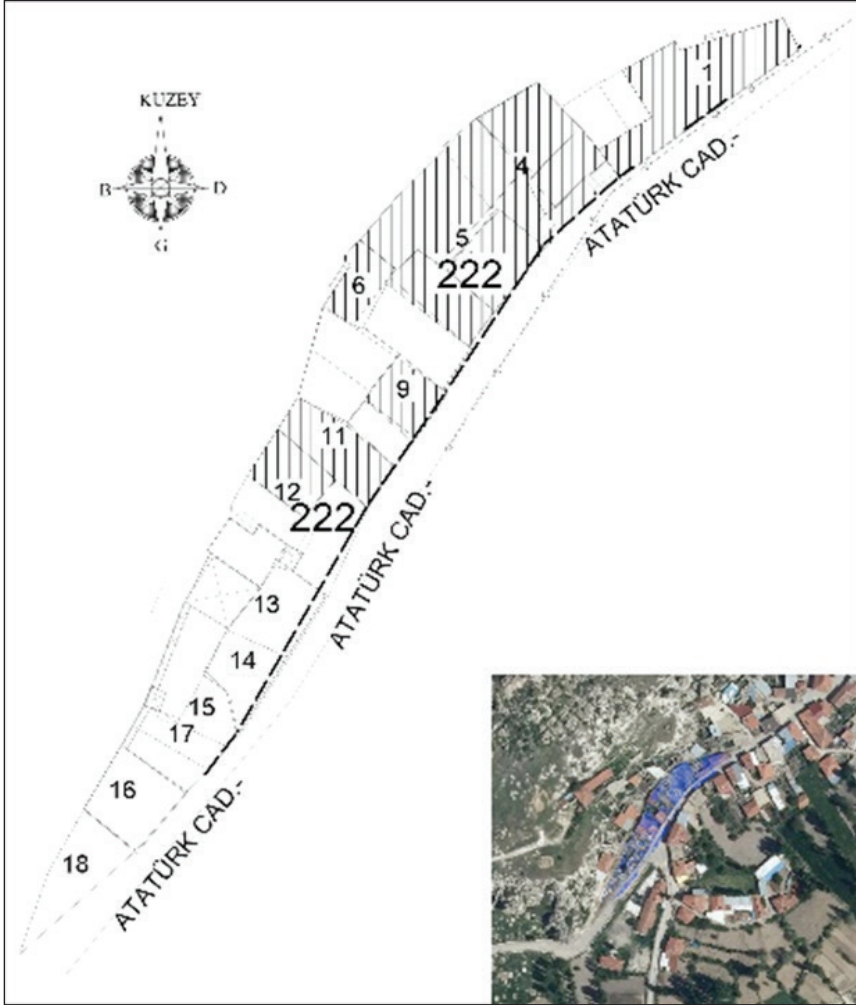 KUZEY
B D
G
1
ATATÜRK CAD.-
4
5
222
6
9
11
12
222
ATATÜRK CAD.-
13
14
15
17
16
18
ATATÜRK CAD.-